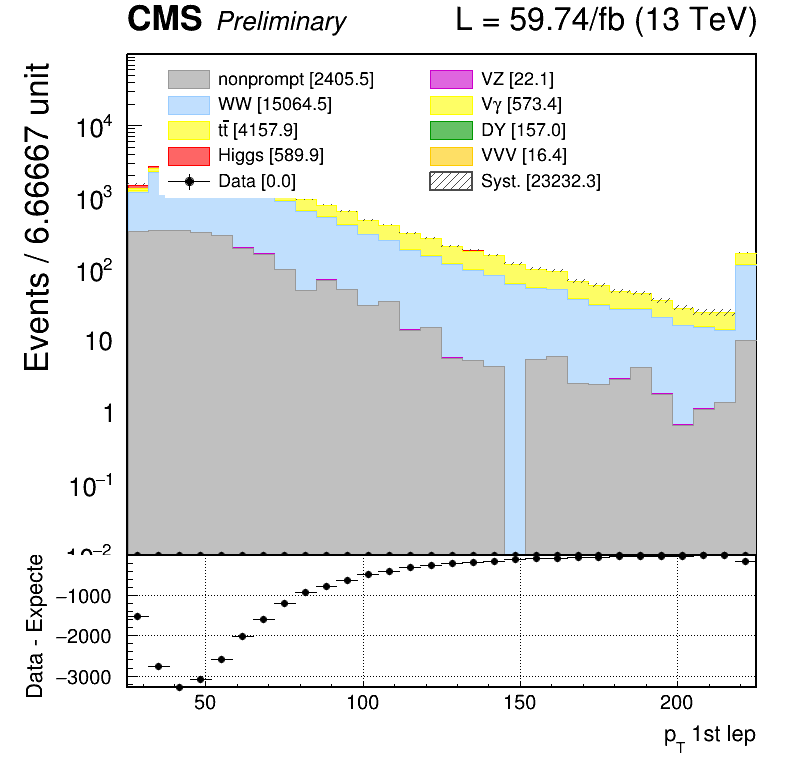 CMS Preliminary L = 59.74/fb (13 TeV)
Events / 6.66667 unit
nonprompt [2405.5] VZ [22.1]
WW [15064.5] Vγ [573.4]
tt̄ [4157.9] DY [157.0]
Higgs [589.9] VVV [16.4]
Data [0.0] Syst. [23232.3]
10⁴
10³
10²
10
1
10⁻¹
10⁻²
Data - Expecte
−1000
−2000
−3000
50 100 150 200
p_T 1st lep